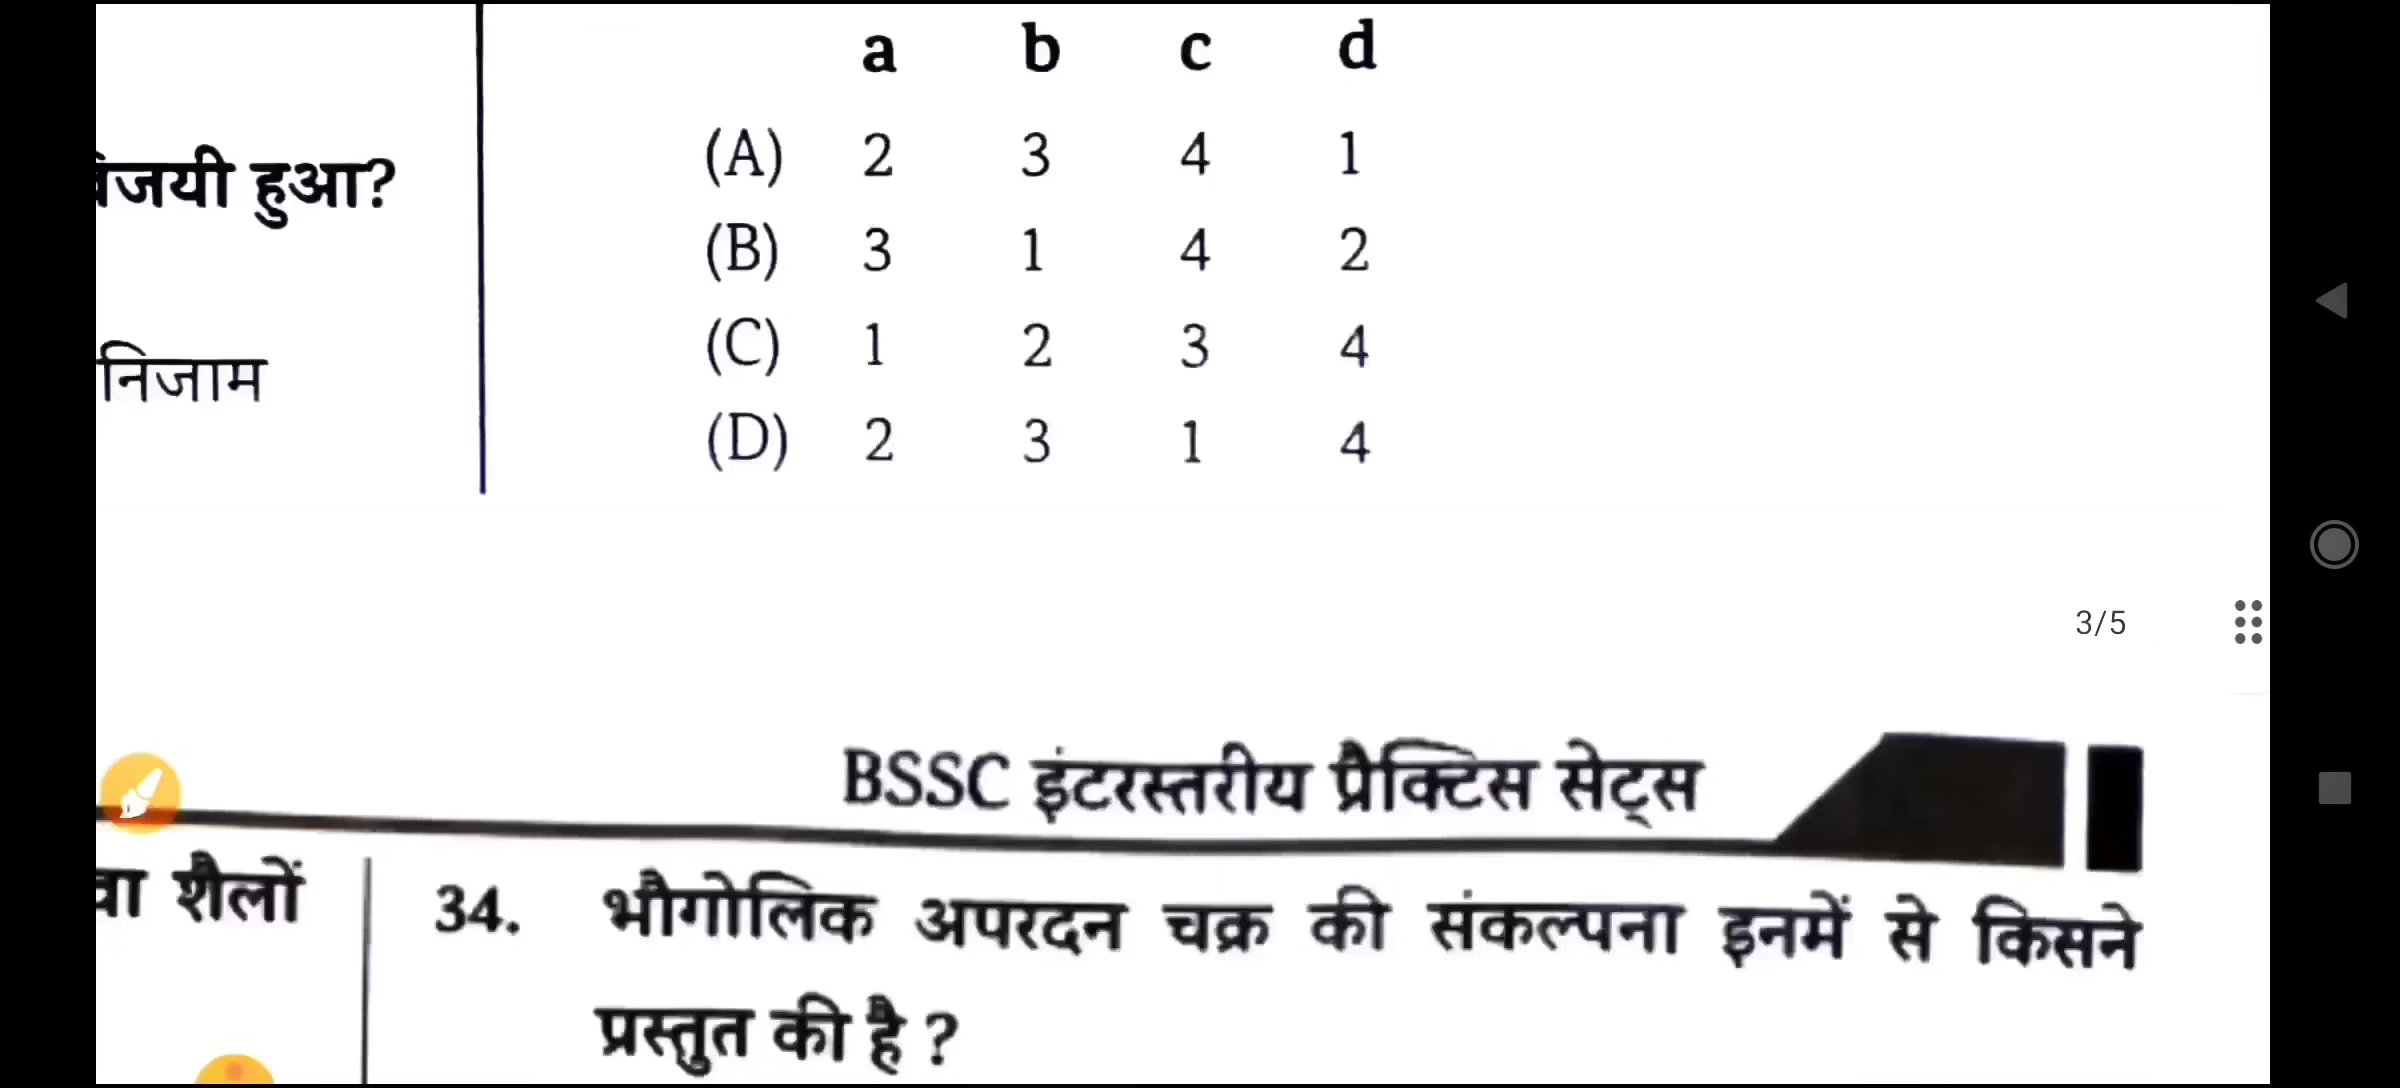 a b c d
(A) 2 3 4 1
(B) 3 1 4 2
(C) 1 2 3 4
(D) 2 3 1 4
हुआ?
निजाम
3/5
BSSC इंटरस्तरीय प्रैक्टिस सेट्स
शैलों
34. भौगोलिक अपरदन चक्र की संकल्पना इनमें से किसने
प्रस्तुत की है ?